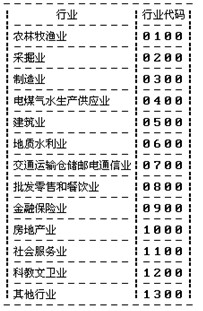 行业 行业代码
农林牧渔业 0100
采掘业 0200
制造业 0300
电煤气水生产供应业 0400
建筑业 0500
地质水利业 0600
交通运输仓储邮电通信业 0700
批发零售和餐饮业 0800
金融保险业 0900
房地产业 1000
社会服务业 1100
科教文卫业 1200
其他行业 1300